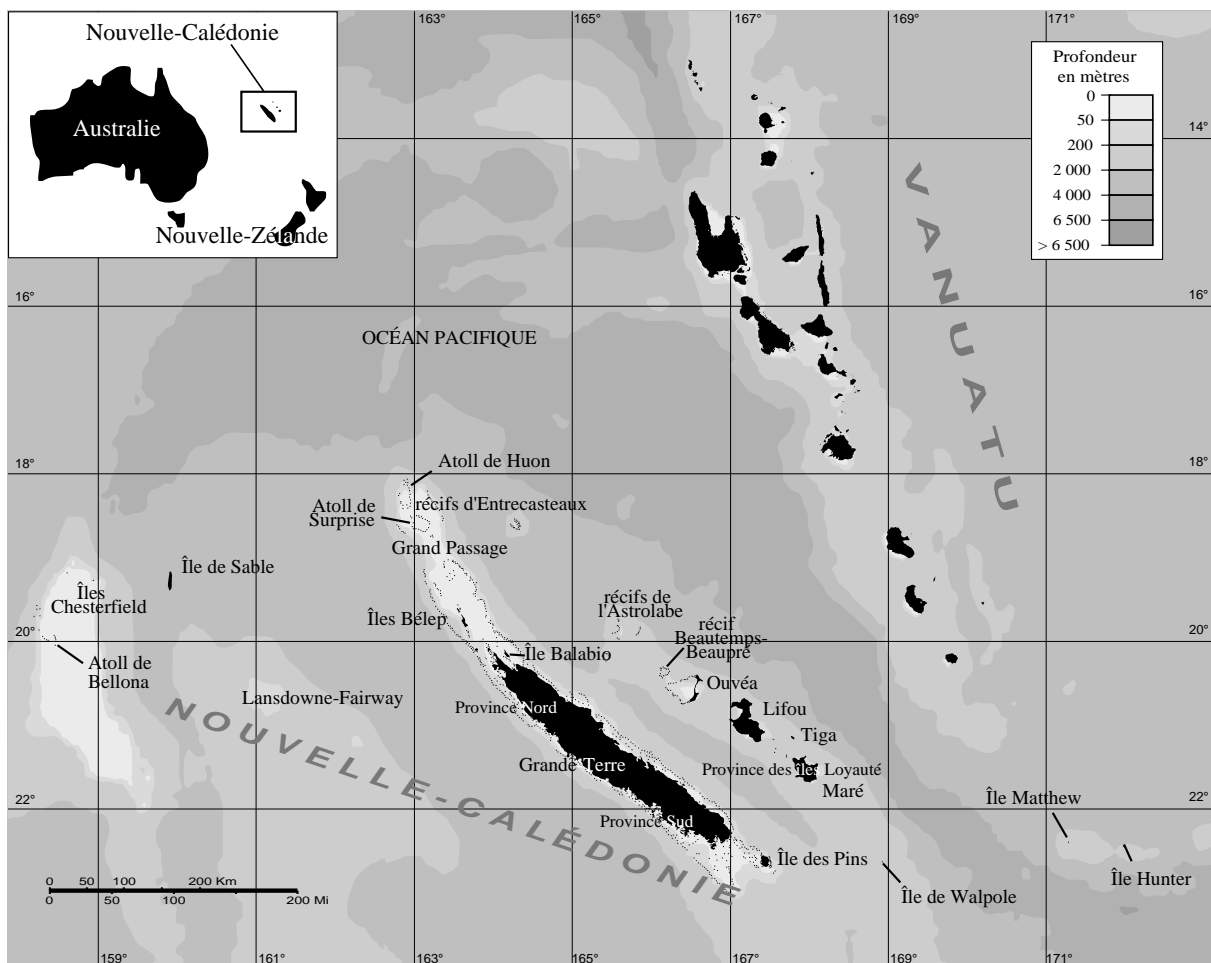 163°
165°
167°
169°
171°
Nouvelle-Calédonie
Australie
Nouvelle-Zélande
Profondeur
en mètres
0
50
200
2 000
4 000
6 500
> 6 500
14°
VANUATU
16°
16°
OCÉAN PACIFIQUE
18°
18°
Atoll de Huon
Atoll de
Surprise
récifs d'Entrecasteaux
Grand Passage
Île de Sable
Îles
Chesterfield
Îles Bélep
récifs de
l'Astrolabe
récif
Beautemps-
Beaupré
20°
20°
Île Balabio
Atoll de
Bellona
Ouvéa
Lansdowne-Fairway
Province Nord
Lifou
Tiga
NOUVELLE-CALÉDONIE
Grande Terre
Province des îles Loyauté
Maré
22°
22°
Île Matthew
Province Sud
Île des Pins
Île Hunter
Île de Walpole
0 50 100 200 Km
0 50 100 200 Mi
159°
161°
163°
165°
167°
169°
171°